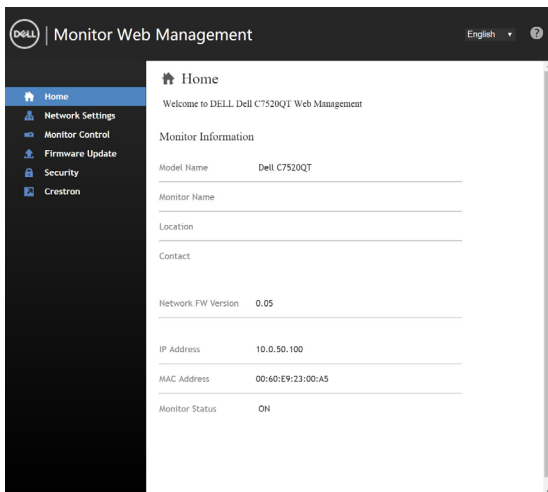 DELL | Monitor Web Management
English
?
Home
Network Settings
Monitor Control
Firmware Update
Security
Crestron
Home
Welcome to DELL Dell C7520QT Web Management
Monitor Information
Model Name Dell C7520QT
Monitor Name
Location
Contact
Network FW Version 0.05
IP Address 10.0.50.100
MAC Address 00:60:E9:23:00:A5
Monitor Status ON